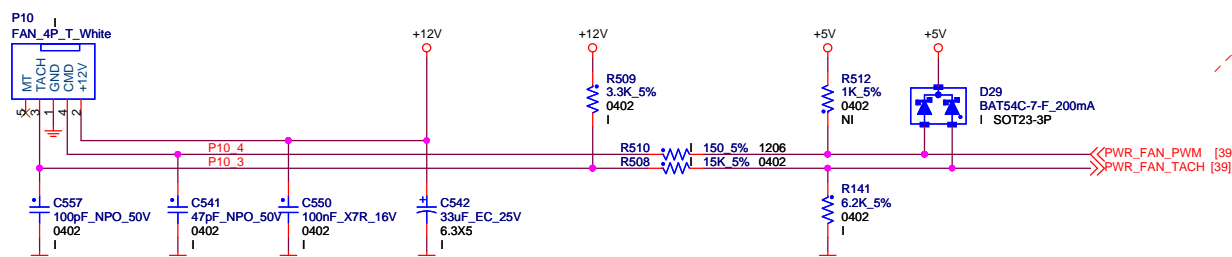 P10
I
FAN_4P_T_White
MT
TACH
GND
CMD
+12V
5
3
1
4
2
+12V
+12V
+5V
+5V
R509
3.3K_5%
0402
I
R512
1K_5%
0402
NI
D29
BAT54C-7-F_200mA
I SOT23-3P
P10_4
P10_3
R510 I 150_5% 1206
R508 I 15K_5% 0402
PWR_FAN_PWM [39
PWR_FAN_TACH [39]
C557
100pF_NPO_50V
0402
I
C541
47pF_NPO_50V
0402
I
C550
100nF_X7R_16V
0402
I
+
C542
33uF_EC_25V
6.3X5
I
R141
6.2K_5%
0402
I